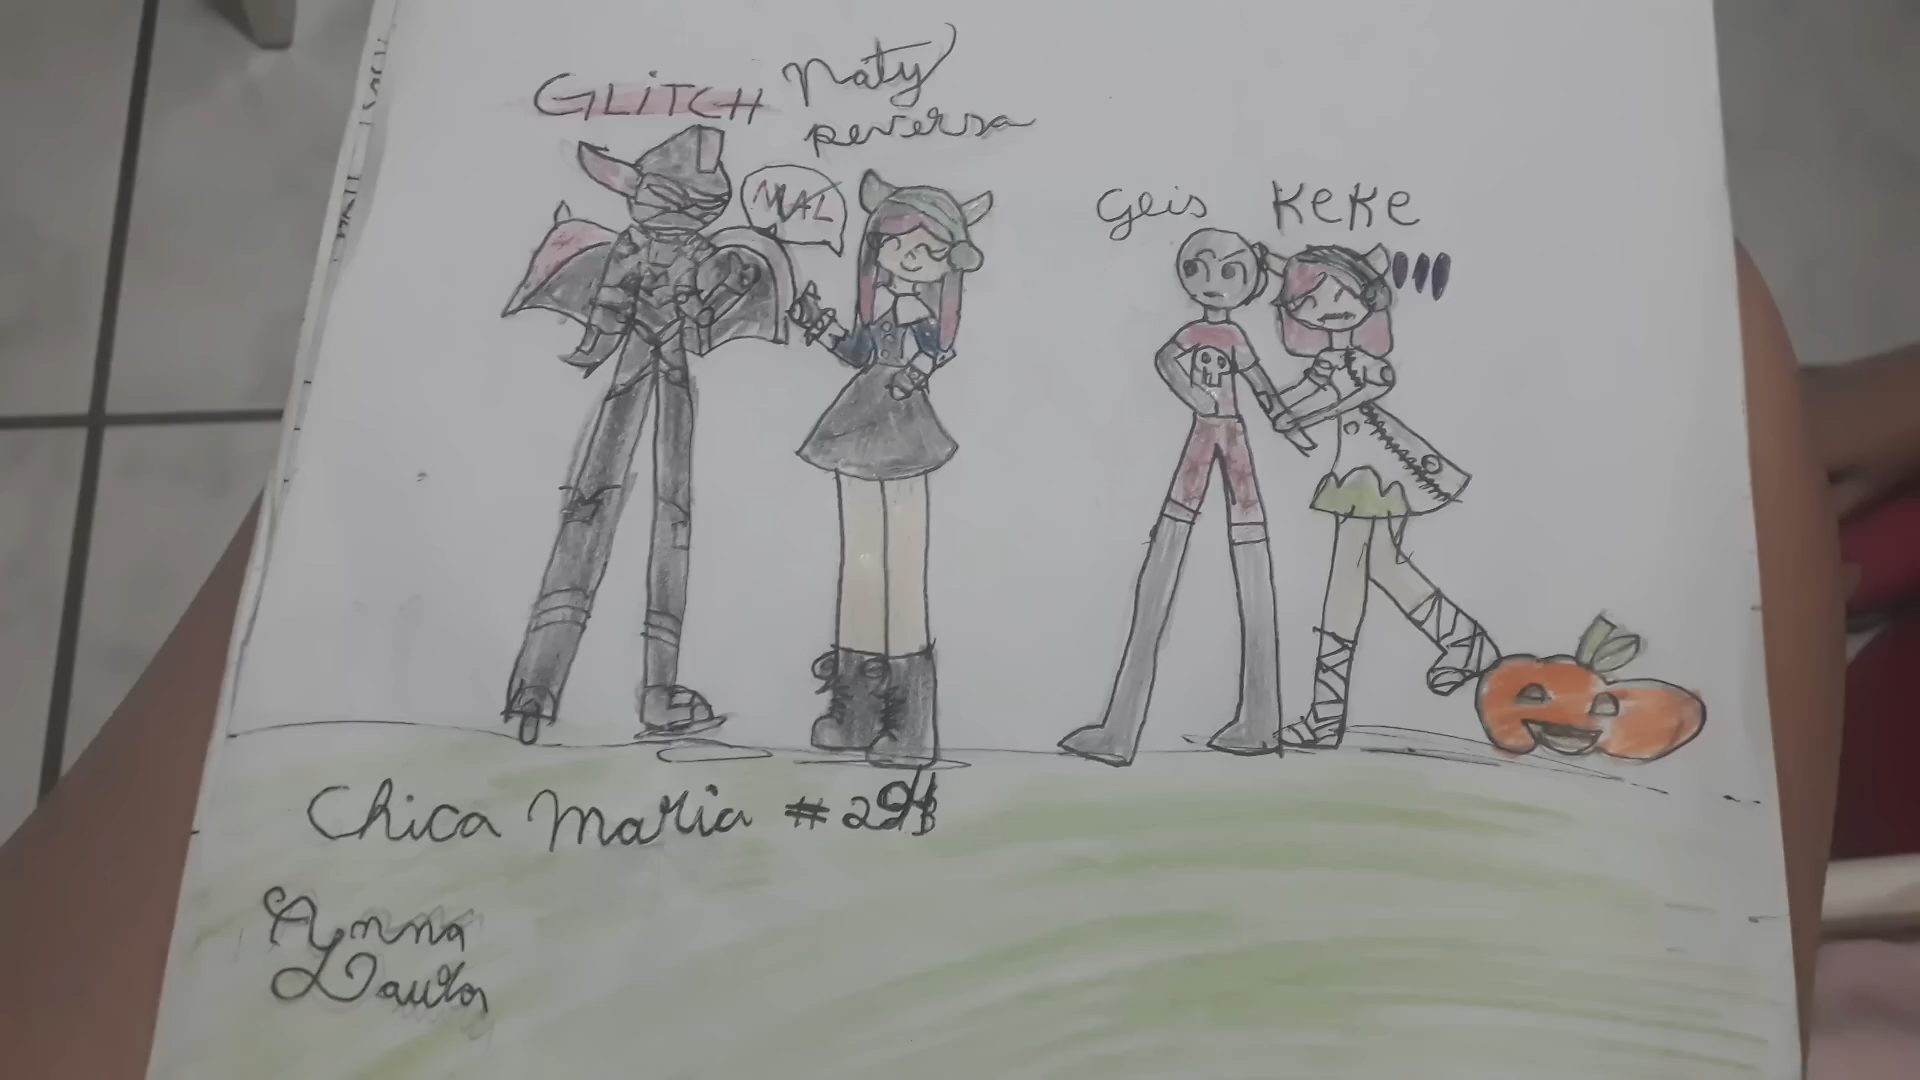 GLiTCH
Naty
perversa
MAL
Geis
KeKe
Chica Maria #29
Anna
Laura